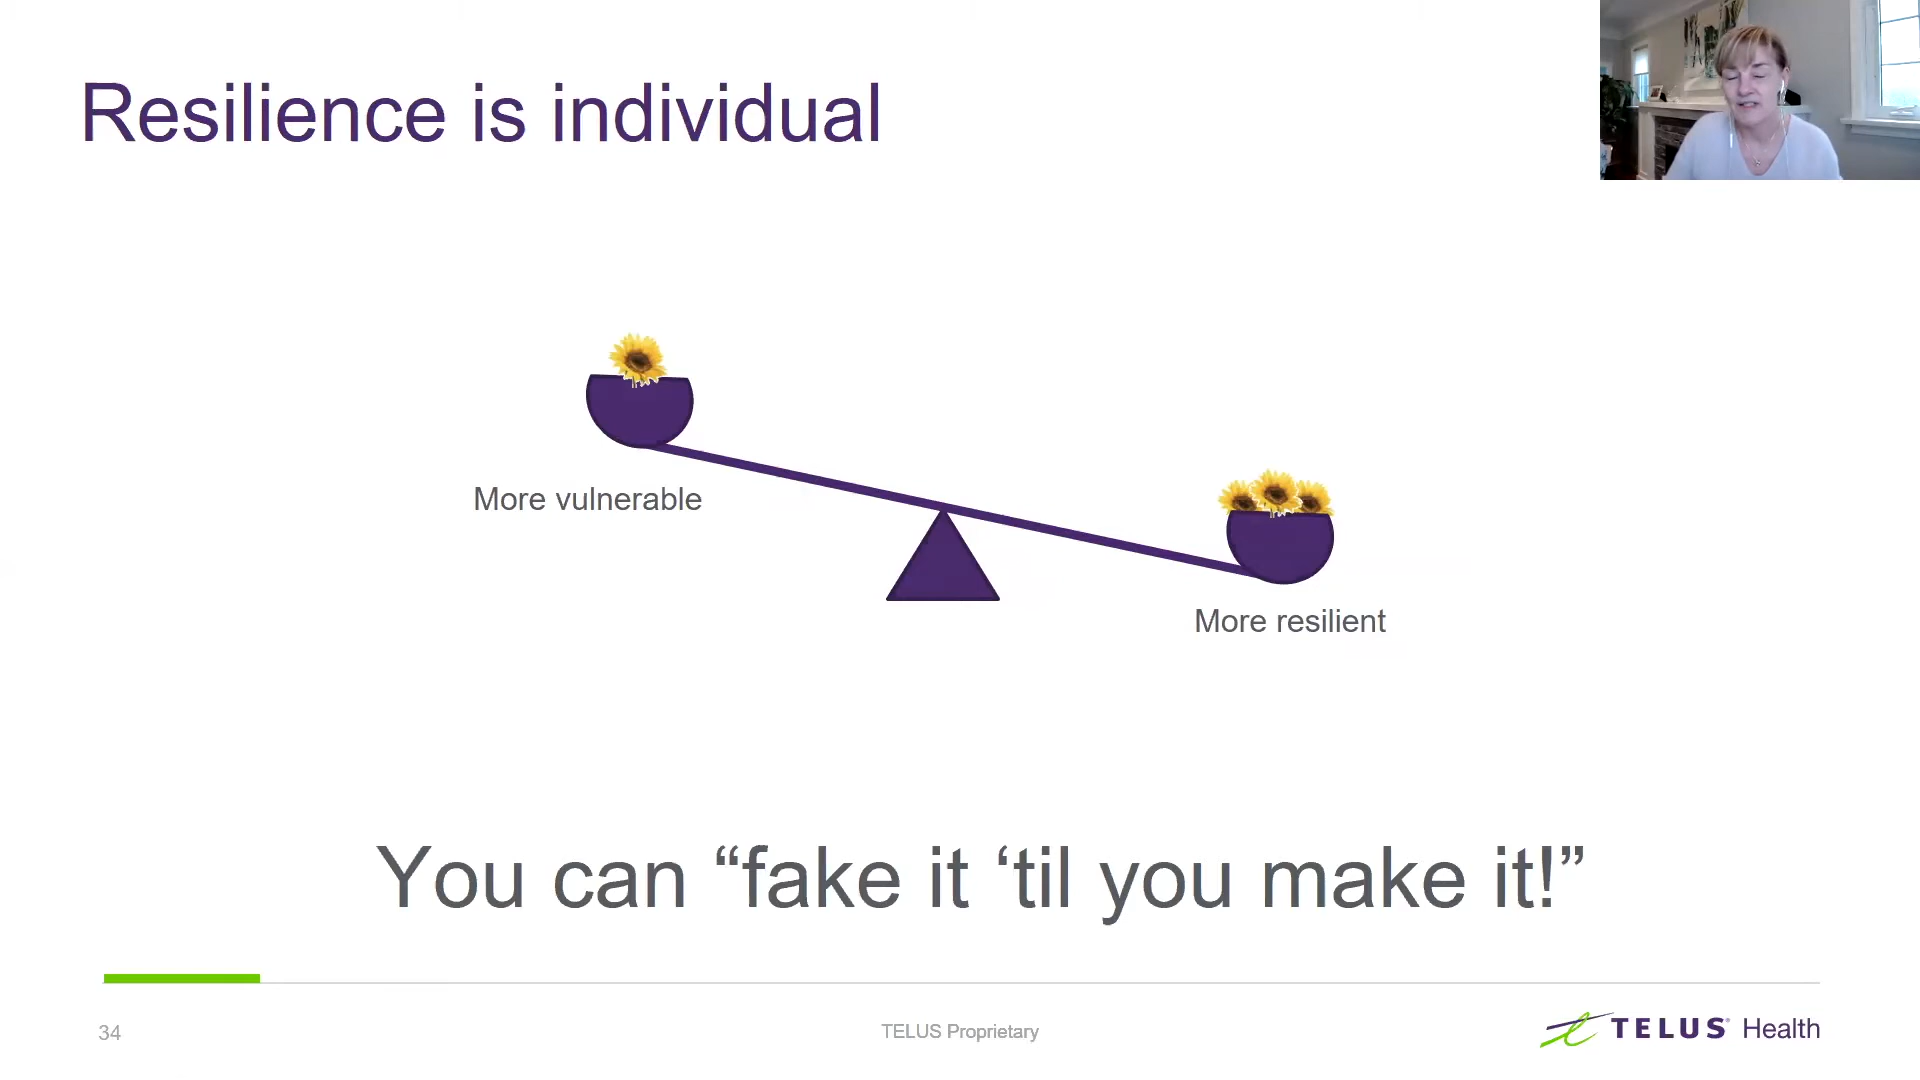 Resilience is individual
More vulnerable
More resilient
You can “fake it ‘til you make it!”
34
TELUS Proprietary
TELUS® Health